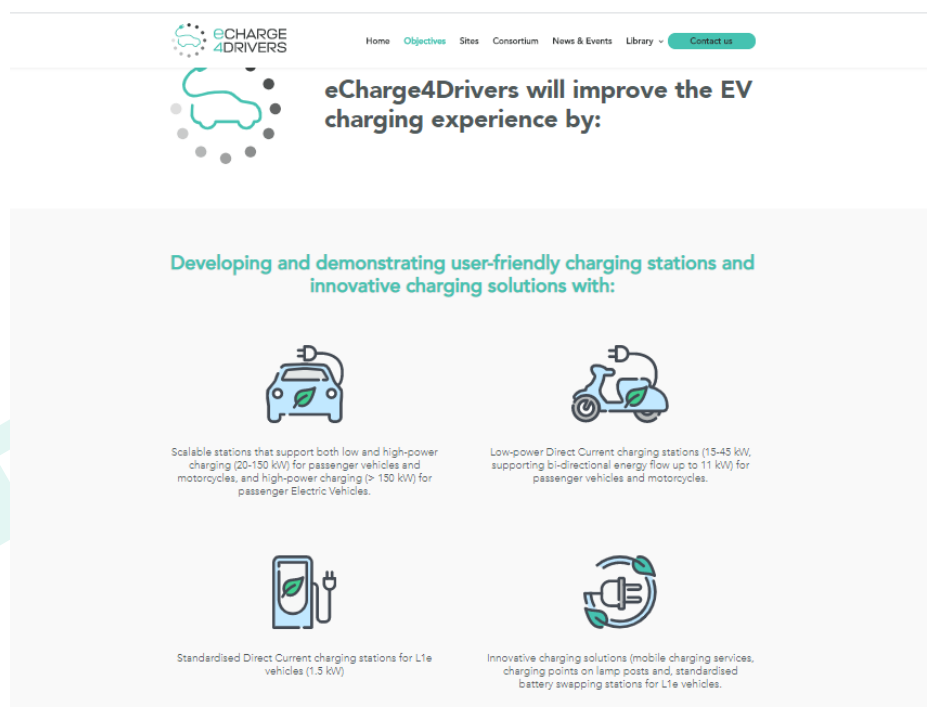 eCHARGE
4DRIVERS
Home Objectives Sites Consortium News & Events Library Contact us
eCharge4Drivers will improve the EV
charging experience by:
Developing and demonstrating user-friendly charging stations and
innovative charging solutions with:
Scalable stations that support both low and high-power
charging (20-150 kW) for passenger vehicles and
motorcycles, and high-power charging (> 150 kW) for
passenger Electric Vehicles.
Low-power Direct Current charging stations (15-45 kW,
supporting bi-directional energy flow up to 11 kW) for
passenger vehicles and motorcycles.
Standardised Direct Current charging stations for L1e
vehicles (1.5 kW)
Innovative charging solutions (mobile charging services,
charging points on lamp posts and, standardised
battery swapping stations for L1e vehicles.